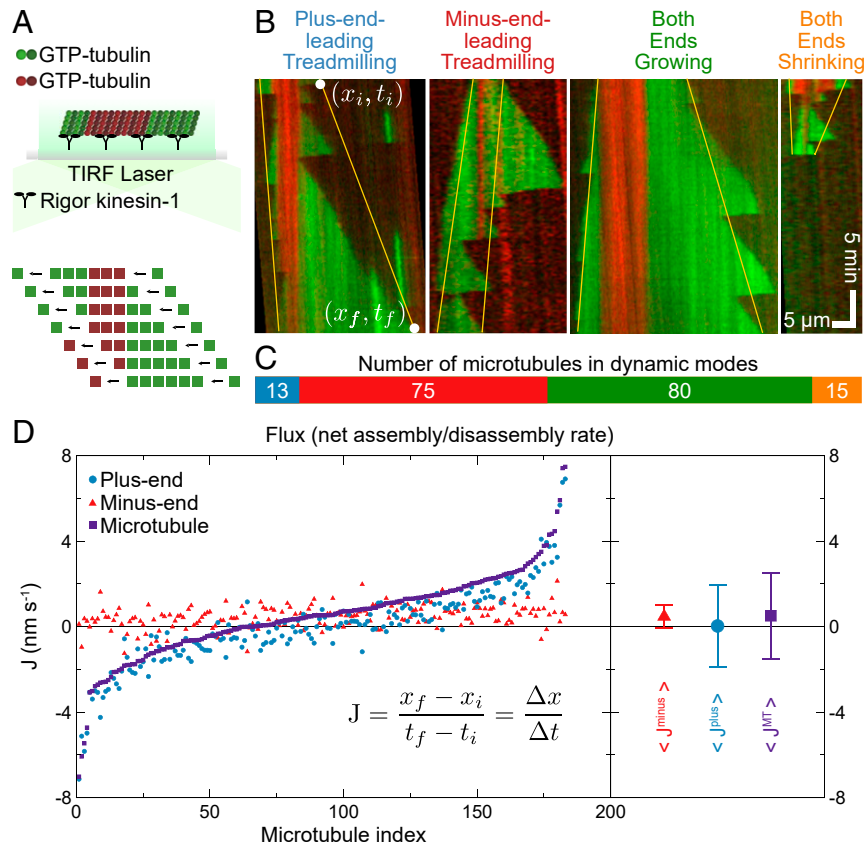 A
GTP-tubulin
GTP-tubulin
TIRF Laser
Rigor kinesin-1
B
Plus-end-
leading
Treadmilling
Minus-end-
leading
Treadmilling
Both
Ends
Growing
Both
Ends
Shrinking
(x_i, t_i)
(x_f, t_f)
5 min
5 µm
C
Number of microtubules in dynamic modes
13 75 80 15
D
Flux (net assembly/disassembly rate)
Plus-end
Minus-end
Microtubule
J (nm s⁻¹)
8
4
0
-4
-8
J = (x_f − x_i)/(t_f − t_i) = Δx/Δt
< J^minus >
< J^plus >
< J^MT >
8
4
0
-4
-8
0 50 100 150 200
Microtubule index